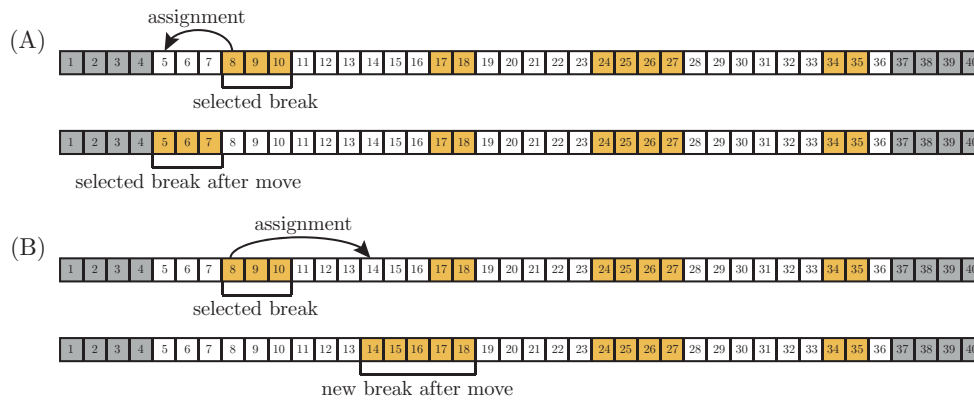 assignment
(A)
1 2 3 4 5 6 7 8 9 10 11 12 13 14 15 16 17 18 19 20 21 22 23 24 25 26 27 28 29 30 31 32 33 34 35 36 37 38 39 40
selected break
1 2 3 4 5 6 7 8 9 10 11 12 13 14 15 16 17 18 19 20 21 22 23 24 25 26 27 28 29 30 31 32 33 34 35 36 37 38 39 40
selected break after move
assignment
(B)
1 2 3 4 5 6 7 8 9 10 11 12 13 14 15 16 17 18 19 20 21 22 23 24 25 26 27 28 29 30 31 32 33 34 35 36 37 38 39 40
selected break
1 2 3 4 5 6 7 8 9 10 11 12 13 14 15 16 17 18 19 20 21 22 23 24 25 26 27 28 29 30 31 32 33 34 35 36 37 38 39 40
new break after move